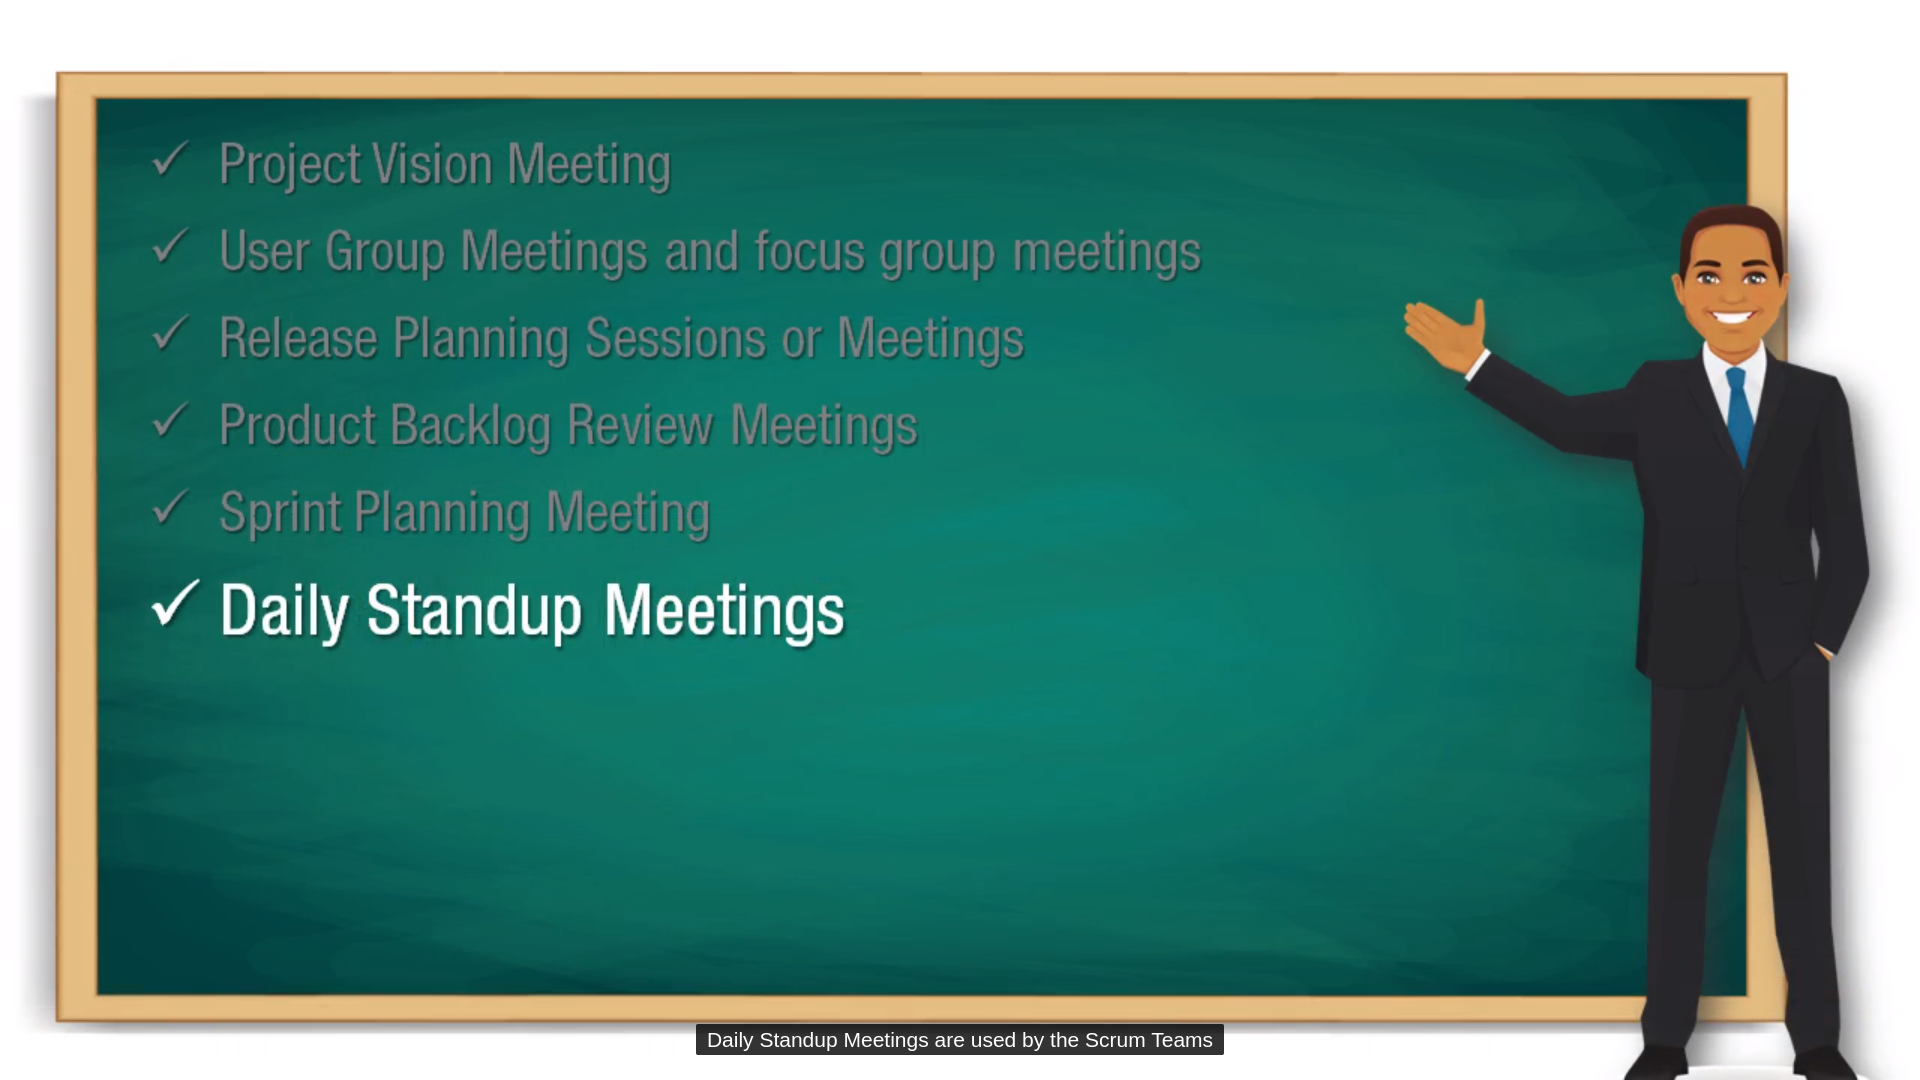 Project Vision Meeting
User Group Meetings and focus group meetings
Release Planning Sessions or Meetings
Product Backlog Review Meetings
Sprint Planning Meeting
Daily Standup Meetings
Daily Standup Meetings are used by the Scrum Teams